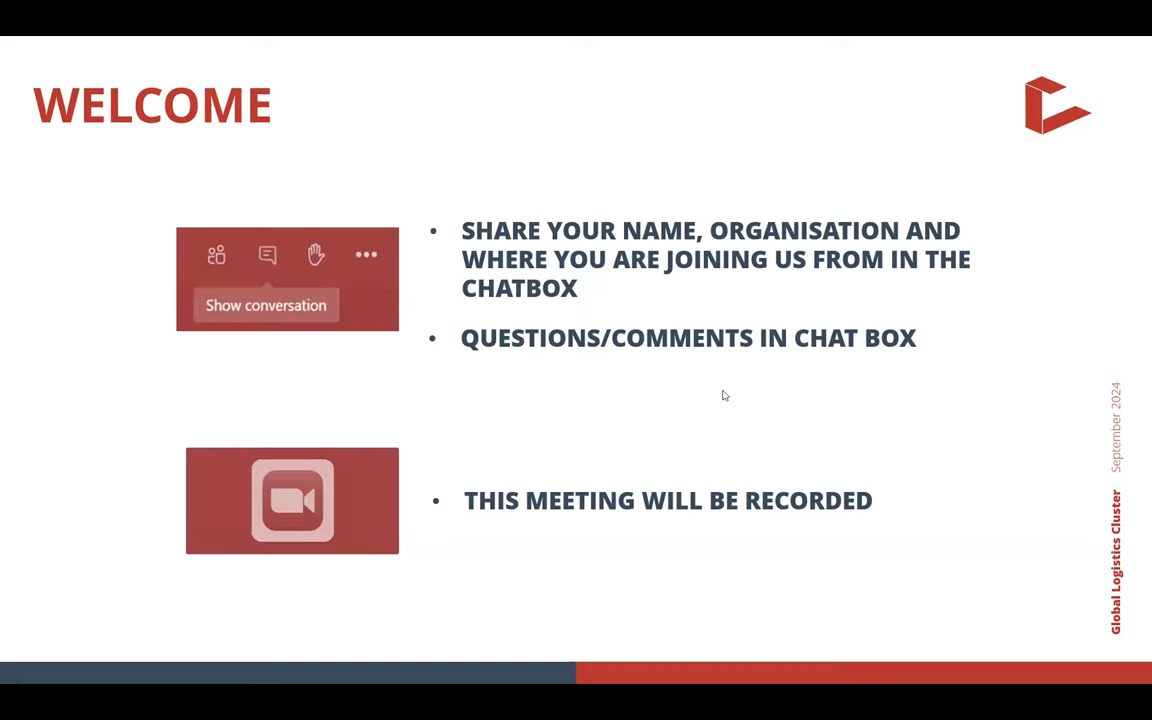 WELCOME
Show conversation
• SHARE YOUR NAME, ORGANISATION AND
WHERE YOU ARE JOINING US FROM IN THE
CHATBOX
• QUESTIONS/COMMENTS IN CHAT BOX
• THIS MEETING WILL BE RECORDED
Global Logistics Cluster September 2024